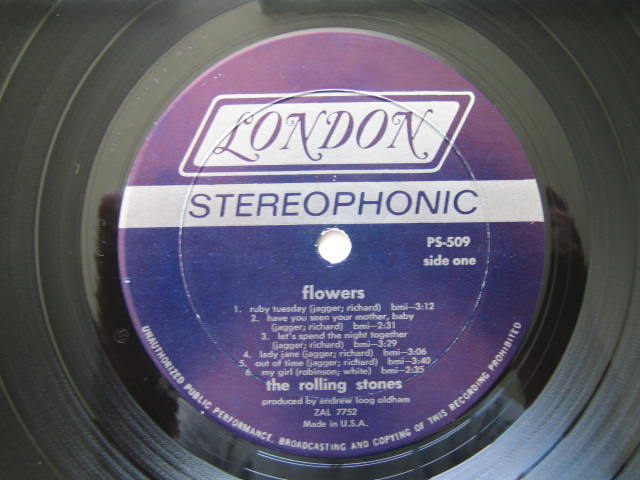 LONDON
STEREOPHONIC
PS-509
side one
flowers
1. ruby tuesday (jagger; richard) bmi—3:12
2. have you seen your mother, baby
(jagger; richard) bmi—2:31
3. let's spend the night together
(jagger; richard) bmi—3:29
4. lady jane (jagger; richard) bmi—3:06
5. out of time (jagger; richard) bmi—3:40
6. my girl (robinson; white) bmi—2:35
the rolling stones
produced by andrew loog oldham
ZAL 7752
Made in U.S.A.
UNAUTHORIZED PUBLIC PERFORMANCE, BROADCASTING AND COPYING OF THIS RECORDING PROHIBITED